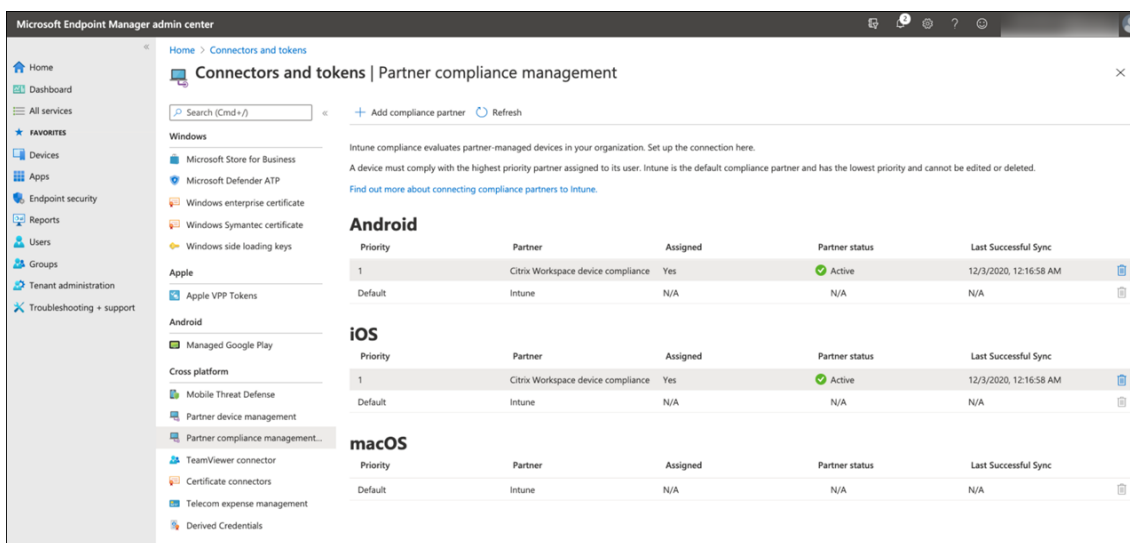 Microsoft Endpoint Manager admin center
2
Home
Dashboard
All services
FAVORITES
Devices
Apps
Endpoint security
Reports
Users
Groups
Tenant administration
Troubleshooting + support
Home > Connectors and tokens
Connectors and tokens | Partner compliance management
Search (Cmd+/)
Windows
Microsoft Store for Business
Microsoft Defender ATP
Windows enterprise certificate
Windows Symantec certificate
Windows side loading keys
Apple
Apple VPP Tokens
Android
Managed Google Play
Cross platform
Mobile Threat Defense
Partner device management
Partner compliance management...
TeamViewer connector
Certificate connectors
Telecom expense management
Derived Credentials
Add compliance partner Refresh
Intune compliance evaluates partner-managed devices in your organization. Set up the connection here.
A device must comply with the highest priority partner assigned to its user. Intune is the default compliance partner and has the lowest priority and cannot be edited or deleted.
Find out more about connecting compliance partners to Intune.
Android
Priority Partner Assigned Partner status Last Successful Sync
1 Citrix Workspace device compliance Yes Active 12/3/2020, 12:16:58 AM
Default Intune N/A N/A N/A
iOS
Priority Partner Assigned Partner status Last Successful Sync
1 Citrix Workspace device compliance Yes Active 12/3/2020, 12:16:58 AM
Default Intune N/A N/A N/A
macOS
Priority Partner Assigned Partner status Last Successful Sync
Default Intune N/A N/A N/A